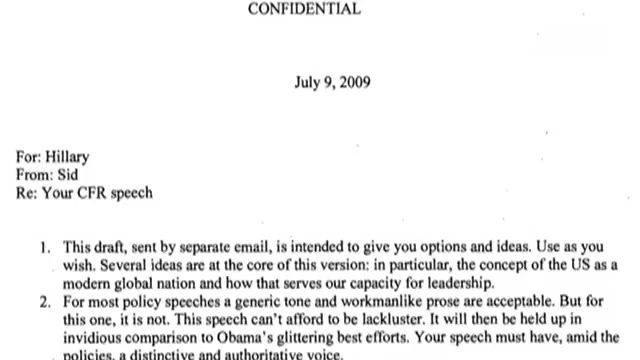 CONFIDENTIAL
July 9, 2009
For: Hillary
From: Sid
Re: Your CFR speech
1. This draft, sent by separate email, is intended to give you options and ideas. Use as you
wish. Several ideas are at the core of this version: in particular, the concept of the US as a
modern global nation and how that serves our capacity for leadership.
2. For most policy speeches a generic tone and workmanlike prose are acceptable. But for
this one, it is not. This speech can't afford to be lackluster. It will then be held up in
invidious comparison to Obama's glittering best efforts. Your speech must have, amid the
policies, a distinctive and authoritative voice.